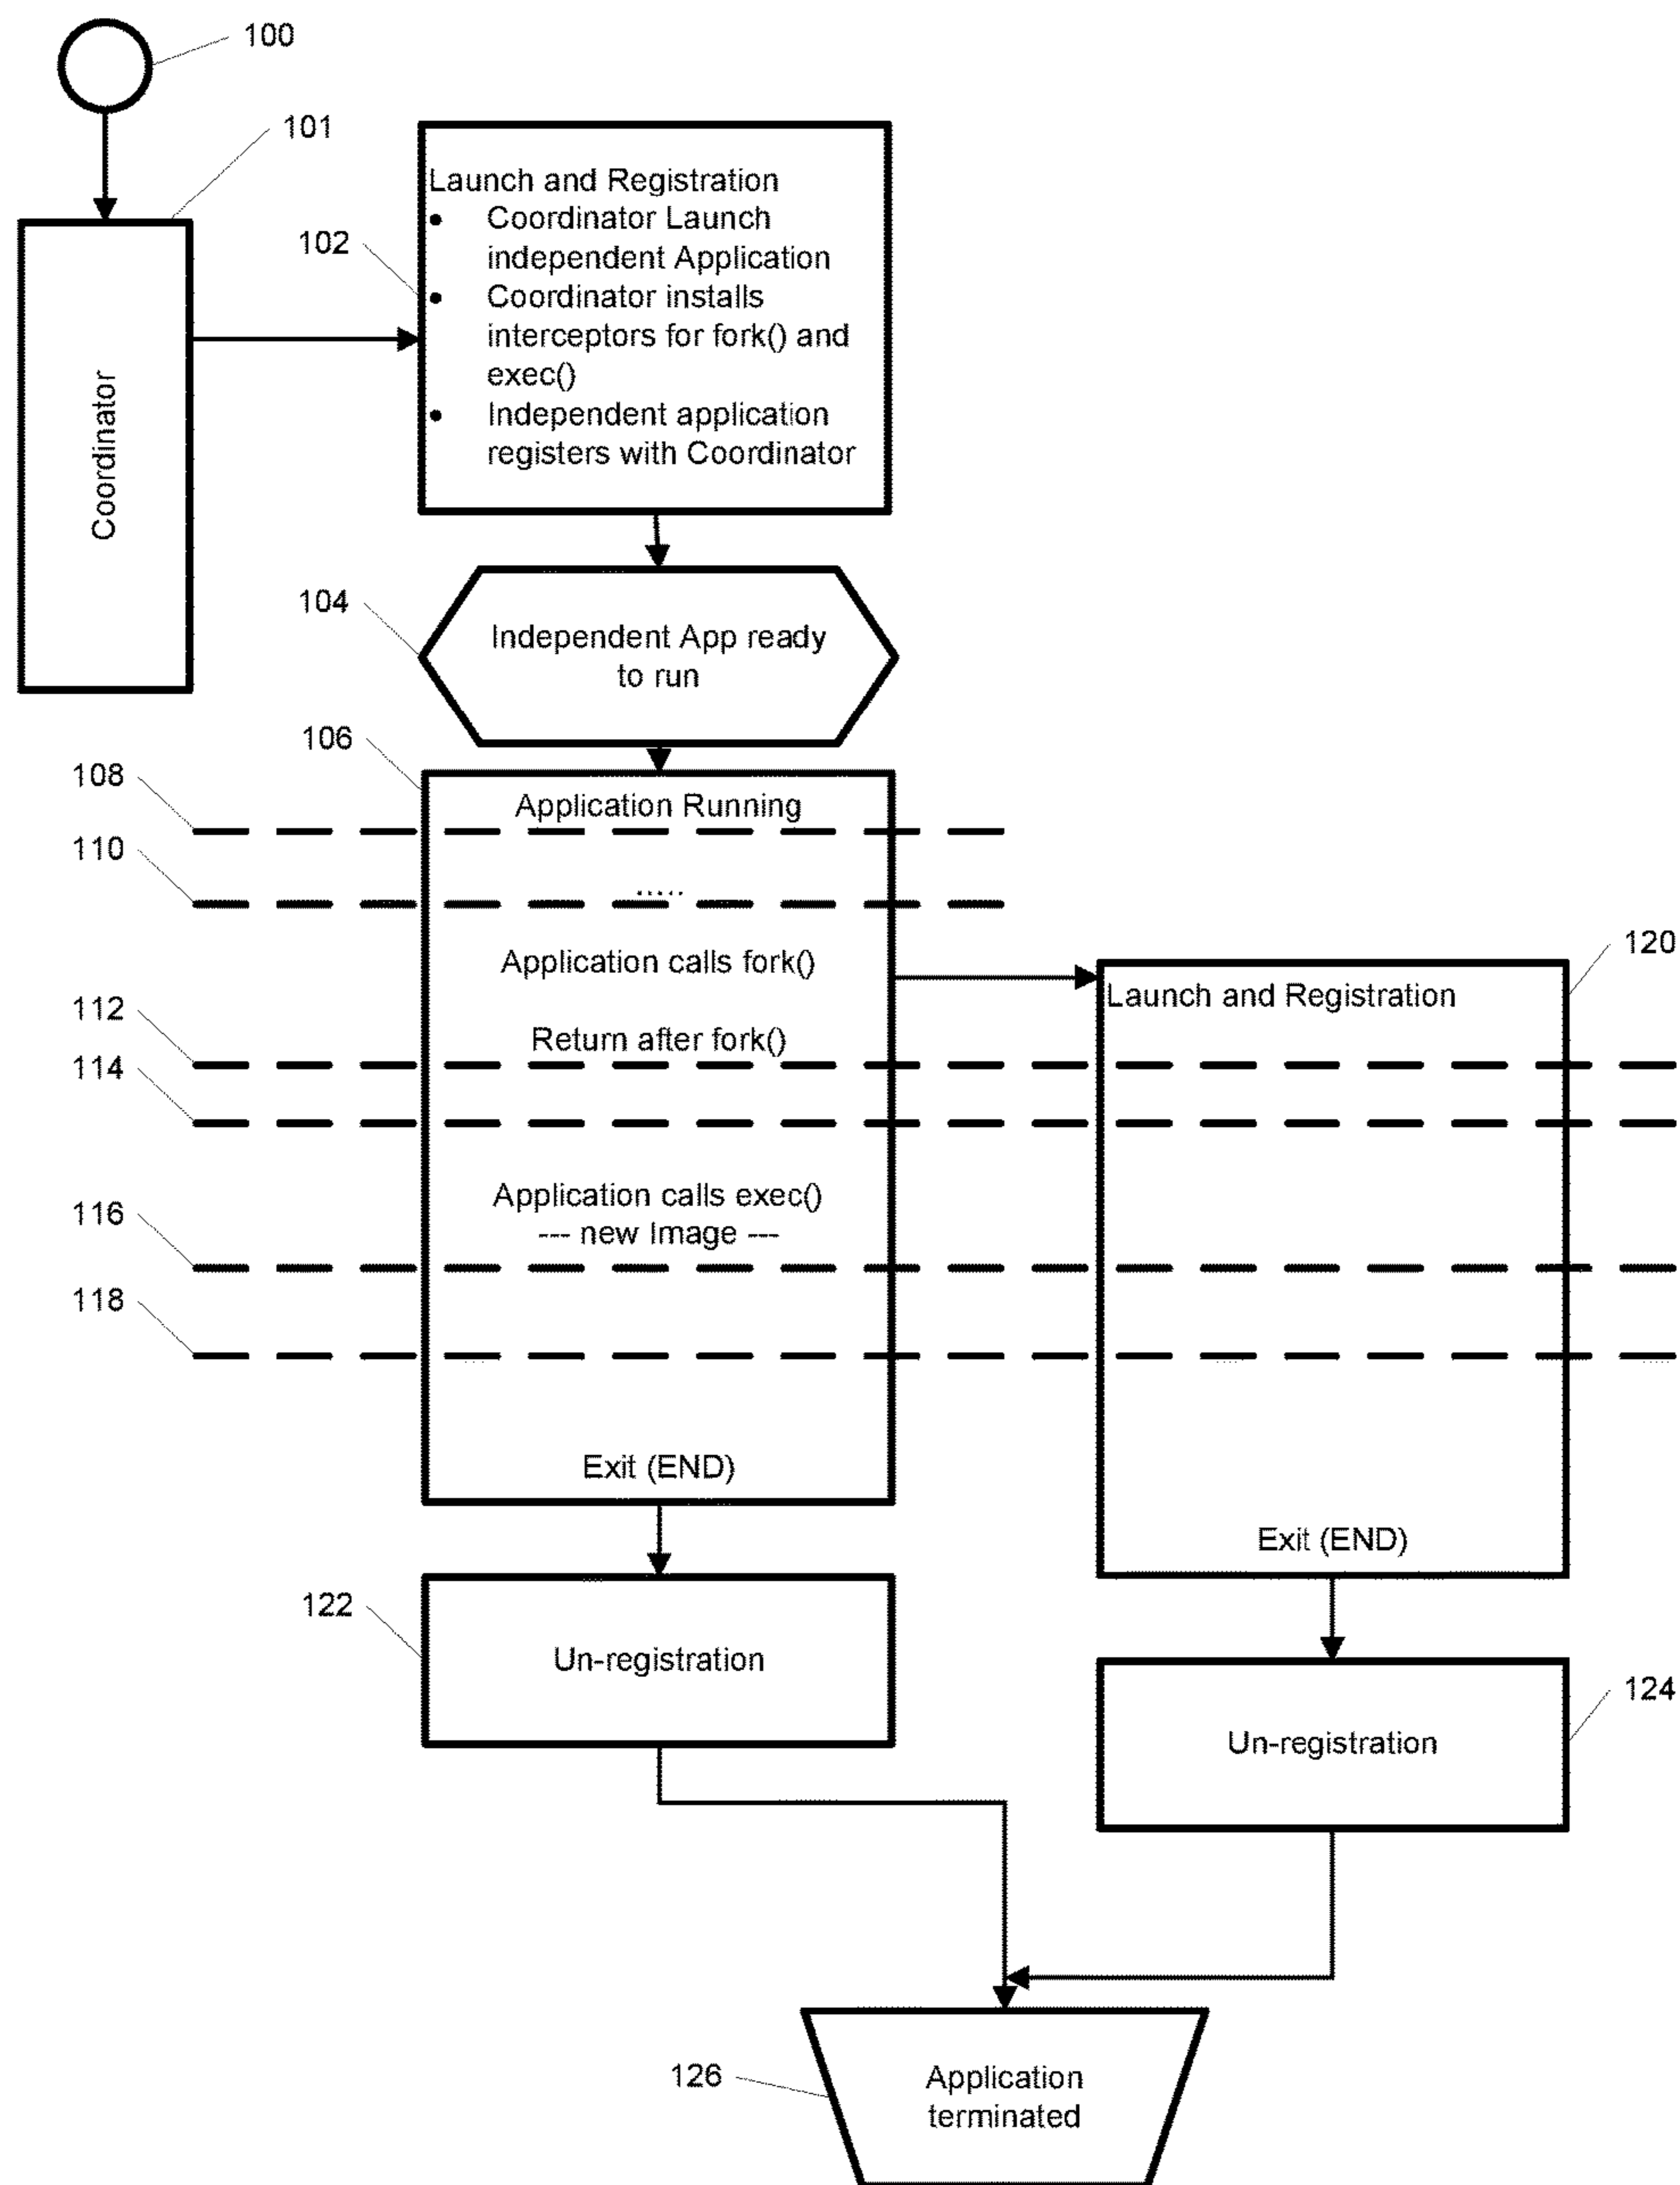 100
101
Coordinator
102
Launch and Registration
• Coordinator Launch
independent Application
• Coordinator installs
interceptors for fork() and
exec()
• Independent application
registers with Coordinator
104
Independent App ready
to run
106
Application Running
108
110
.....
Application calls fork()
Return after fork()
112
114
Application calls exec()
--- new Image ---
116
118
Exit (END)
120
Launch and Registration
Exit (END)
122
Un-registration
124
Un-registration
126
Application
terminated